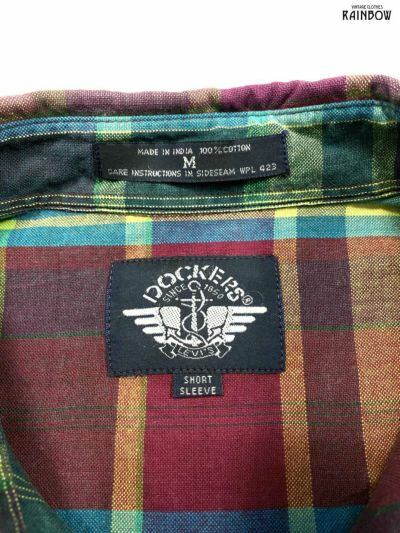 VINTAGE CLOTHES
RAINBOW
MADE IN INDIA 100% COTTON
M
CARE INSTRUCTIONS IN SIDESEAM WPL 423
DOCKERS®
SINCE 1850
LEVI'S
SHORT
SLEEVE